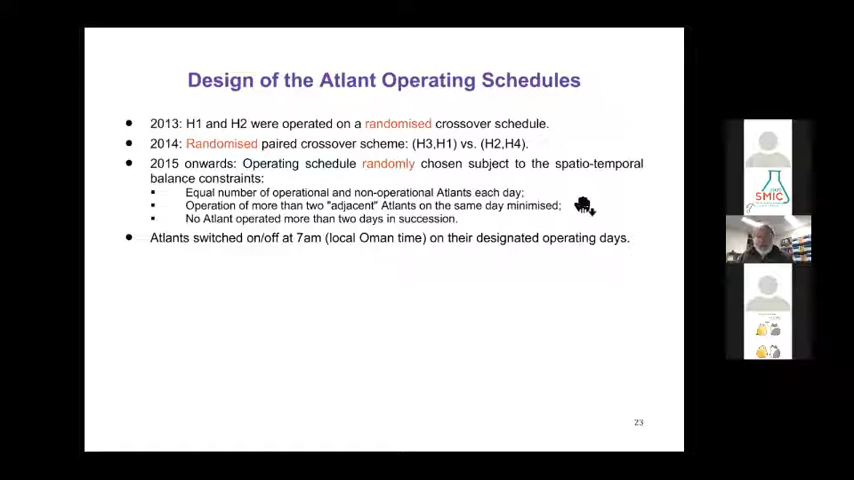 Design of the Atlant Operating Schedules
2013: H1 and H2 were operated on a randomised crossover schedule.
2014: Randomised paired crossover scheme: (H3,H1) vs. (H2,H4).
2015 onwards: Operating schedule randomly chosen subject to the spatio-temporal
balance constraints:
Equal number of operational and non-operational Atlants each day;
Operation of more than two "adjacent" Atlants on the same day minimised;
No Atlant operated more than two days in succession.
Atlants switched on/off at 7am (local Oman time) on their designated operating days.
23
SMIC